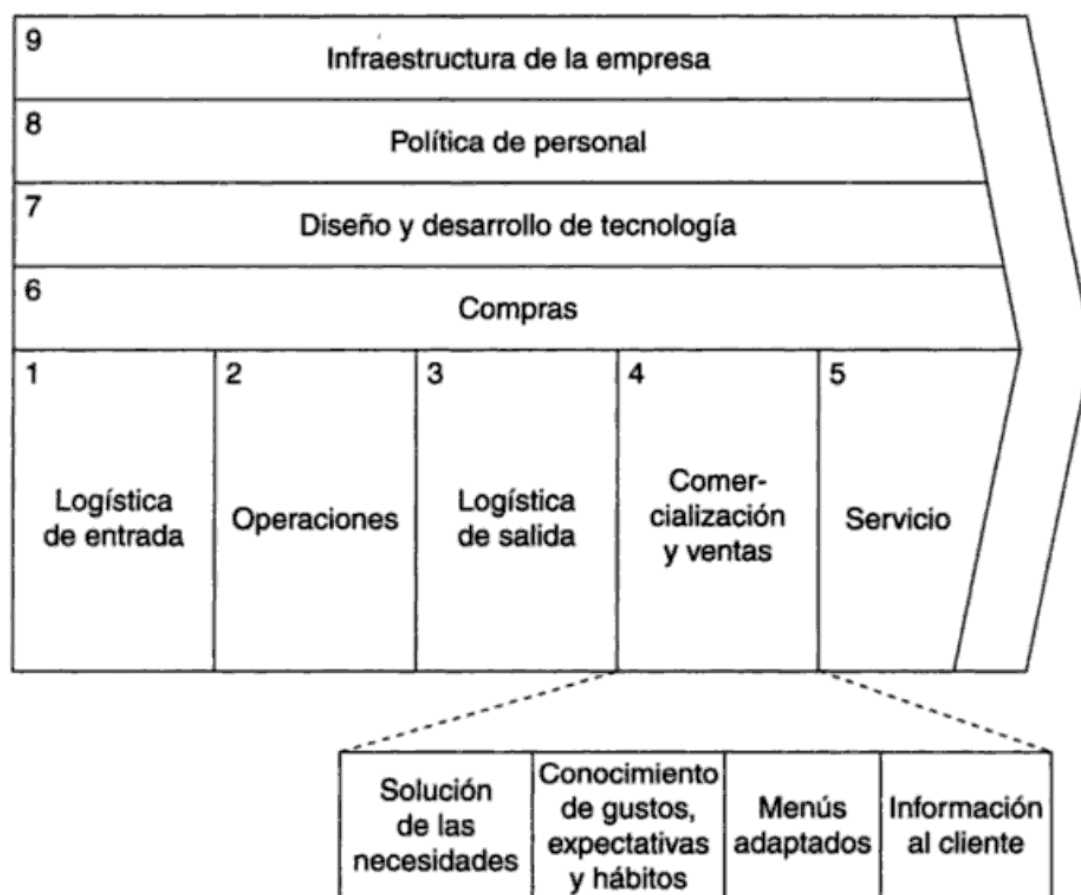 9
Infraestructura de la empresa
8
Política de personal
7
Diseño y desarrollo de tecnología
6
Compras
1
Logística
de entrada
2
Operaciones
3
Logística
de salida
4
Comer-
cialización
y ventas
5
Servicio
Solución
de las
necesidades
Conocimiento
de gustos,
expectativas
y hábitos
Menús
adaptados
Información
al cliente